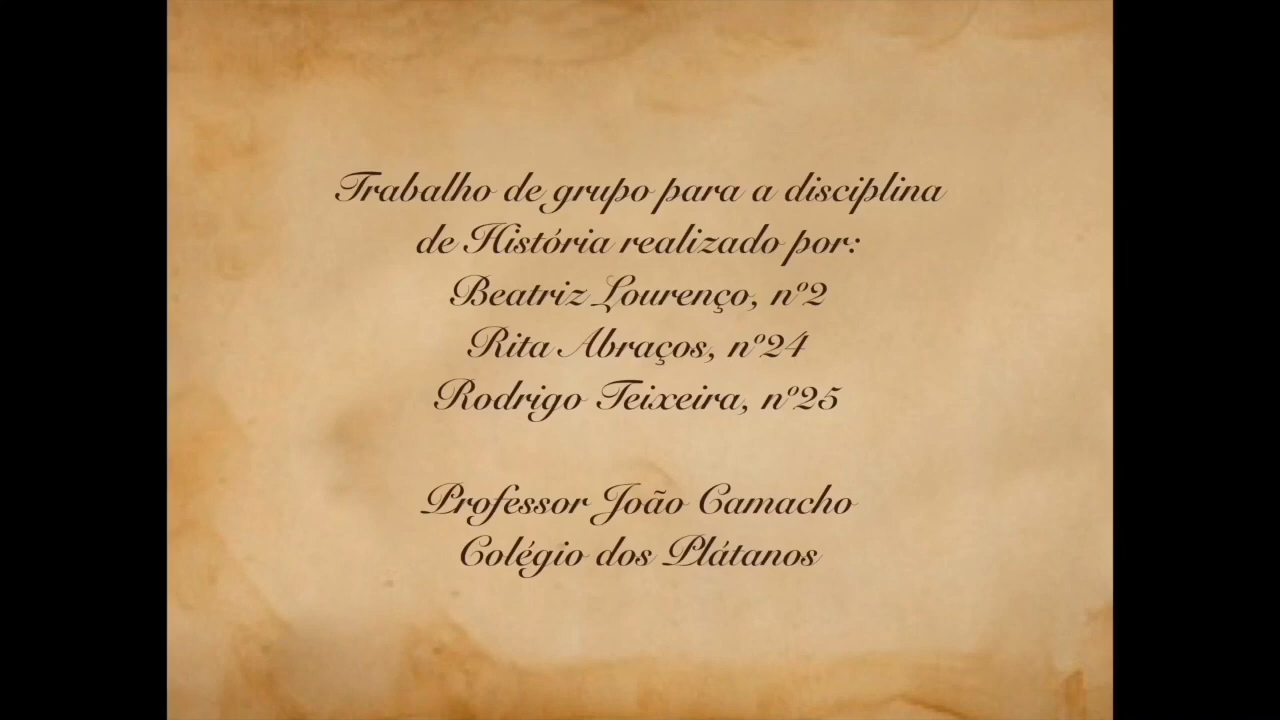 Trabalho de grupo para a disciplina
de História realizado por:
Beatriz Lourenço, nº2
Rita Abraços, nº24
Rodrigo Teixeira, nº25
Professor João Camacho
Colégio dos Plátanos